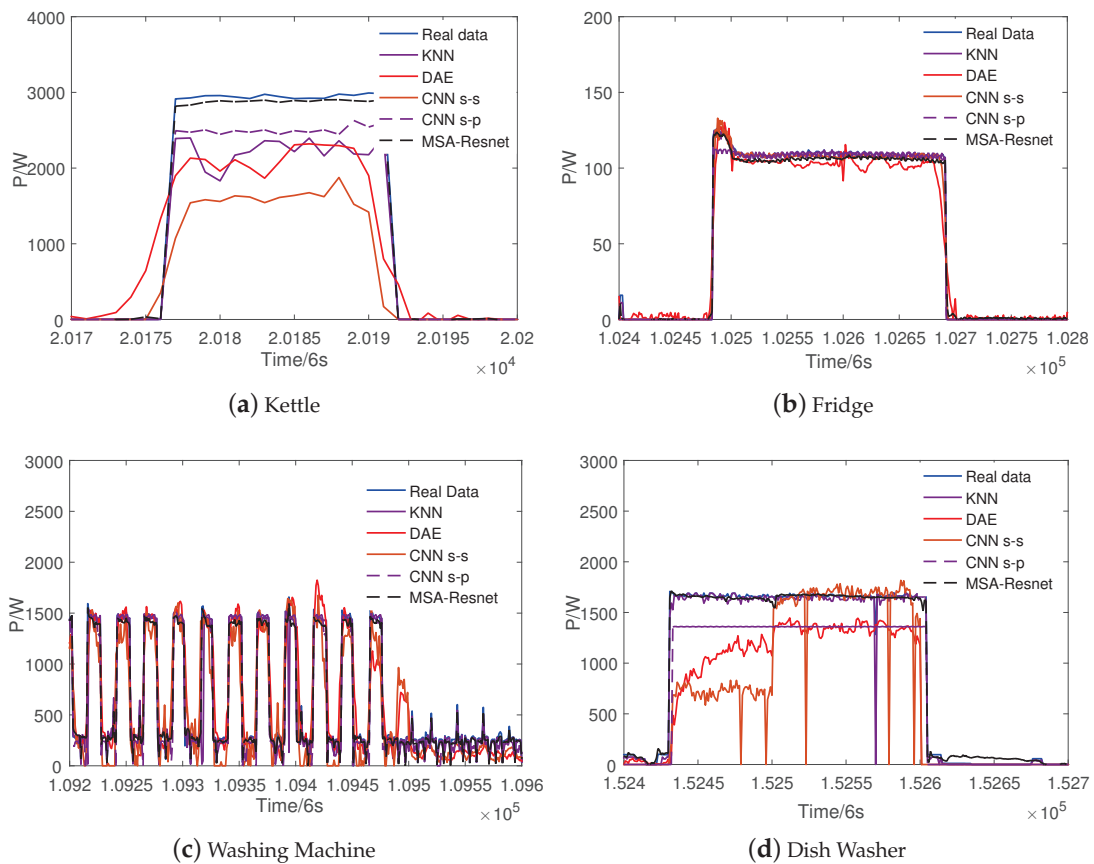 4000
3000
2000
1000
0
P/W
Real data
KNN
DAE
CNN s-s
CNN s-p
MSA-Resnet
2.017 2.0175 2.018 2.0185 2.019 2.0195 2.02
Time/6s
×10^4
(a) Kettle
200
150
100
50
0
P/W
Real Data
KNN
DAE
CNN s-s
CNN s-p
MSA-Resnet
1.024 1.0245 1.025 1.0255 1.026 1.0265 1.027 1.0275 1.028
Time/6s
×10^5
(b) Fridge
3000
2500
2000
1500
1000
500
0
P/W
Real Data
KNN
DAE
CNN s-s
CNN s-p
MSA-Resnet
1.092 1.0925 1.093 1.0935 1.094 1.0945 1.095 1.0955 1.096
Time/6s
×10^5
(c) Washing Machine
3000
2500
2000
1500
1000
500
0
P/W
Real data
KNN
DAE
CNN s-s
CNN s-p
MSA-Resnet
1.524 1.5245 1.525 1.5255 1.526 1.5265 1.527
Time/6s
×10^5
(d) Dish Washer